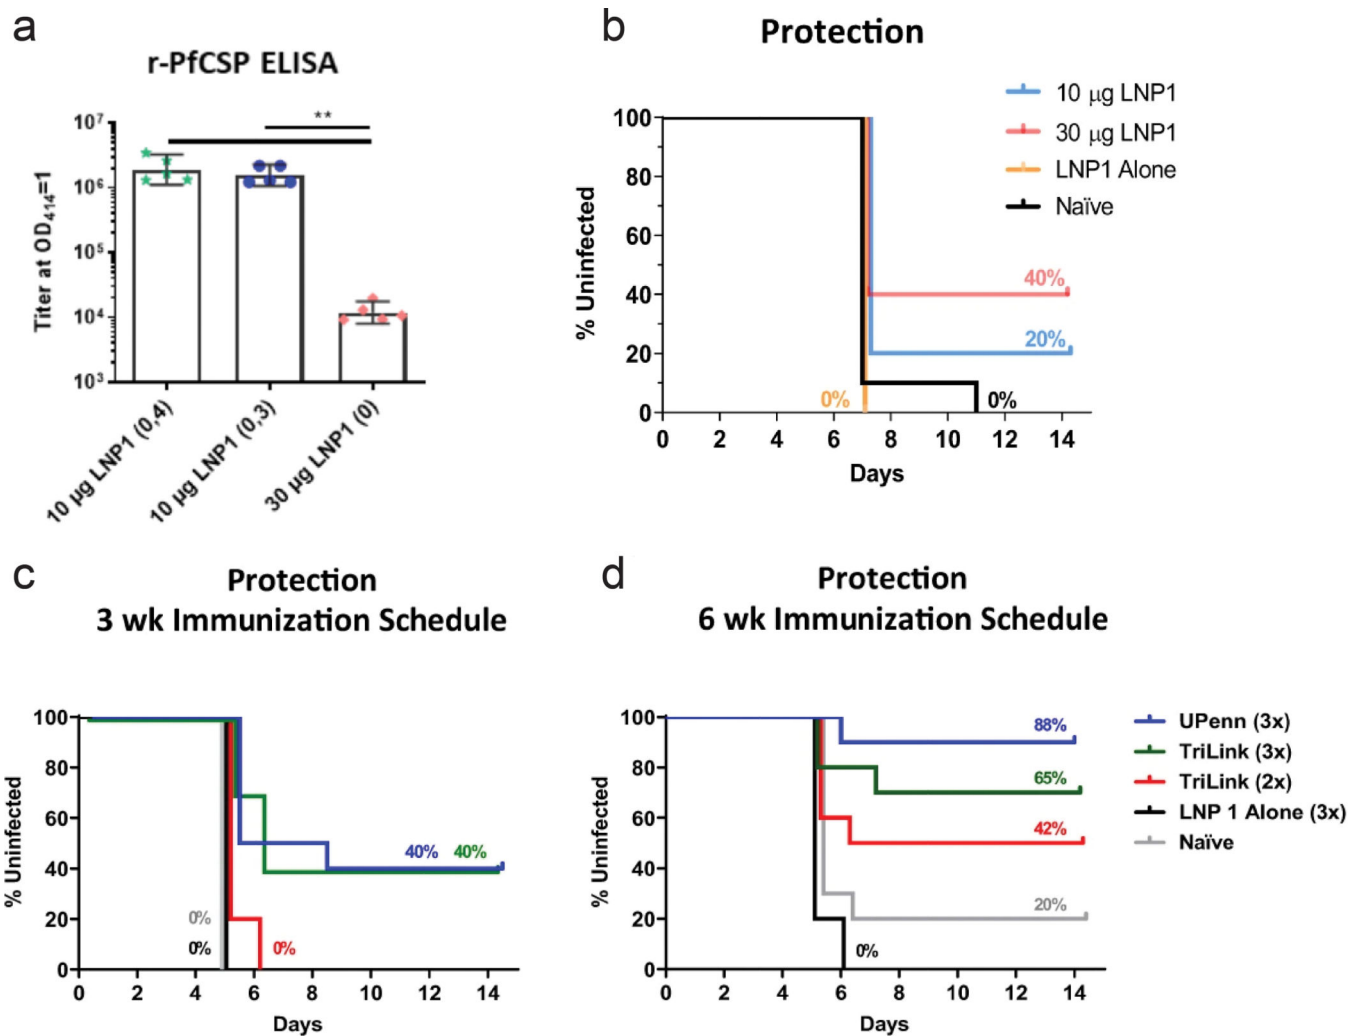 a
r-PfCSP ELISA
**
10⁷
10⁶
10⁵
10⁴
10³
Titer at OD₄₁₄=1
10 µg LNP1 (0,4)
10 µg LNP1 (0,3)
30 µg LNP1 (0)
b
Protection
10 µg LNP1
30 µg LNP1
LNP1 Alone
Naïve
100
80
60
40
20
0
% Uninfected
40%
20%
0%
0%
0 2 4 6 8 10 12 14
Days
c
Protection
3 wk Immunization Schedule
100
80
60
40
20
0
% Uninfected
40% 40%
0%
0%
0%
0 2 4 6 8 10 12 14
Days
d
Protection
6 wk Immunization Schedule
100
80
60
40
20
0
% Uninfected
88%
65%
42%
20%
0%
0 2 4 6 8 10 12 14
Days
UPenn (3x)
TriLink (3x)
TriLink (2x)
LNP 1 Alone (3x)
Naïve